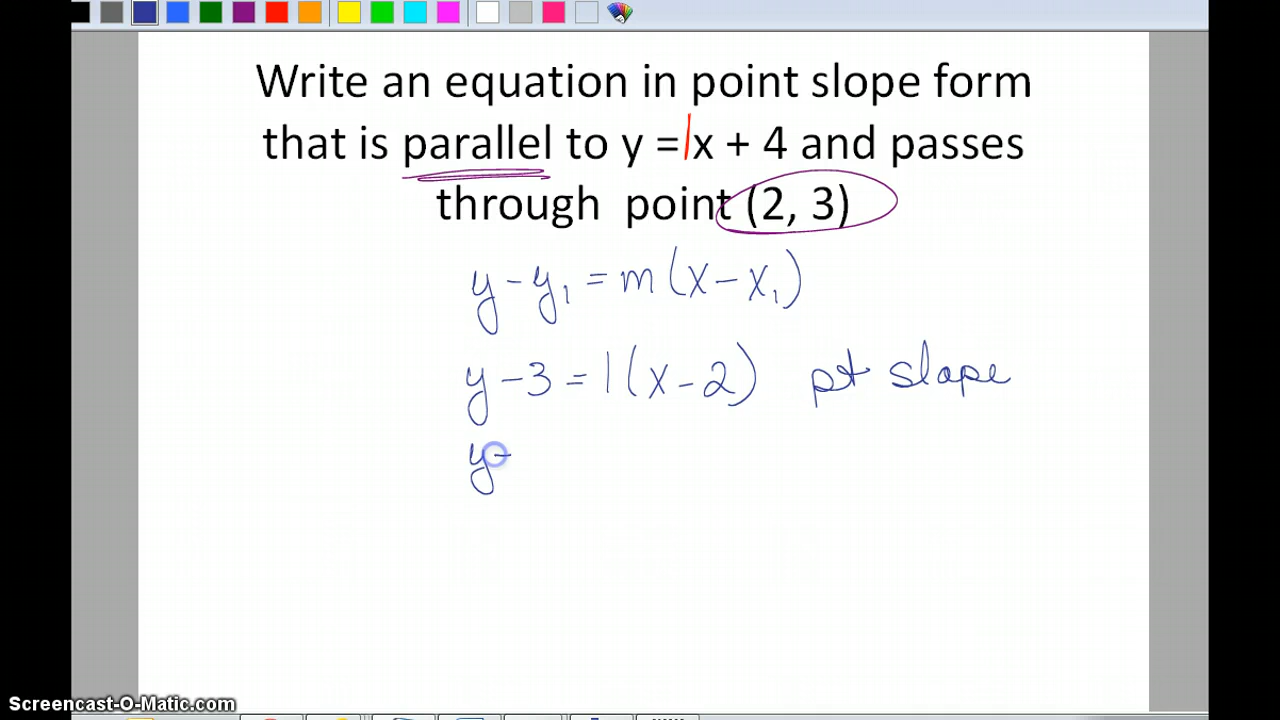 Write an equation in point slope form
that is parallel to y = 1x + 4 and passes
through point (2, 3)
y - y₁ = m(x - x₁)
y - 3 = 1(x - 2) pt slope
y -
Screencast-O-Matic.com